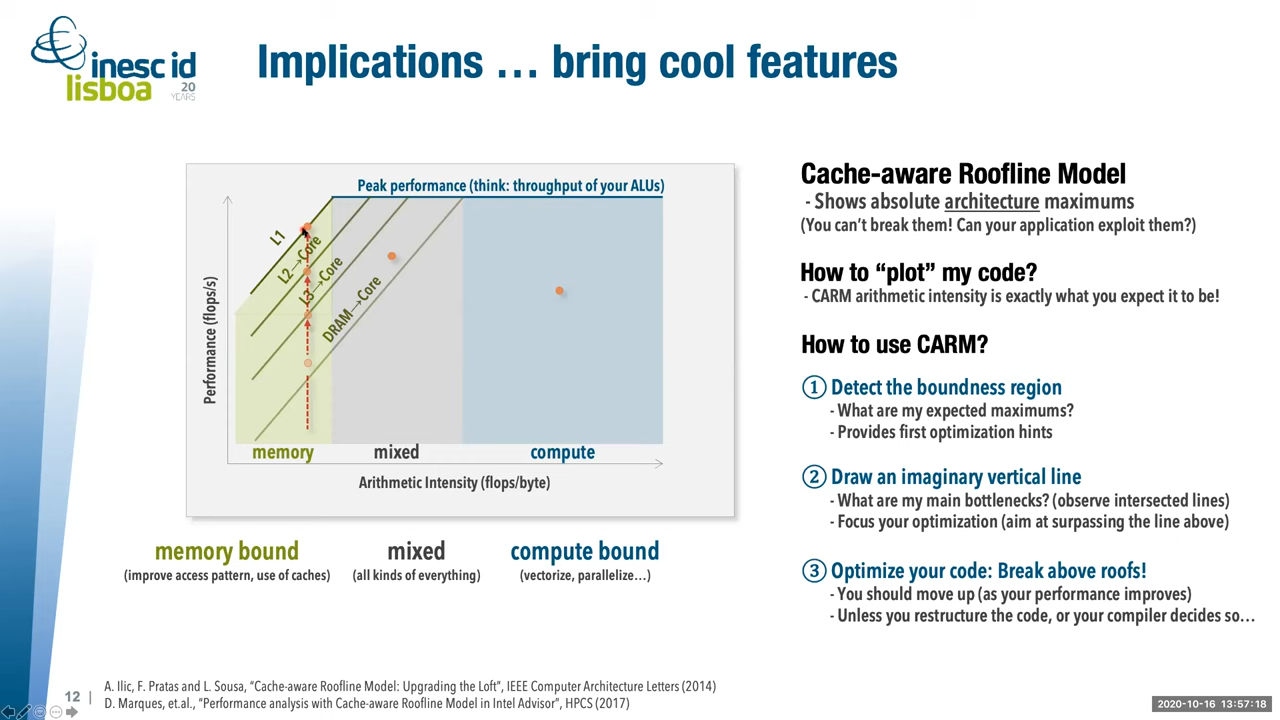 inesc id
lisboa
20
YEARS
Implications … bring cool features
Peak performance (think: throughput of your ALUs)
L1
L2→Core
L3→Core
DRAM→Core
Performance (flops/s)
memory
mixed
compute
Arithmetic Intensity (flops/byte)
memory bound
(improve access pattern, use of caches)
mixed
(all kinds of everything)
compute bound
(vectorize, parallelize…)
Cache-aware Roofline Model
- Shows absolute architecture maximums
(You can’t break them! Can your application exploit them?)
How to “plot” my code?
- CARM arithmetic intensity is exactly what you expect it to be!
How to use CARM?
① Detect the boundness region
- What are my expected maximums?
- Provides first optimization hints
② Draw an imaginary vertical line
- What are my main bottlenecks? (observe intersected lines)
- Focus your optimization (aim at surpassing the line above)
③ Optimize your code: Break above roofs!
- You should move up (as your performance improves)
- Unless you restructure the code, or your compiler decides so…
12 |
A. Ilic, F. Pratas and L. Sousa, “Cache-aware Roofline Model: Upgrading the Loft”, IEEE Computer Architecture Letters (2014)
D. Marques, et.al., “Performance analysis with Cache-aware Roofline Model in Intel Advisor”, HPCS (2017)
2020-10-16 13:57:18